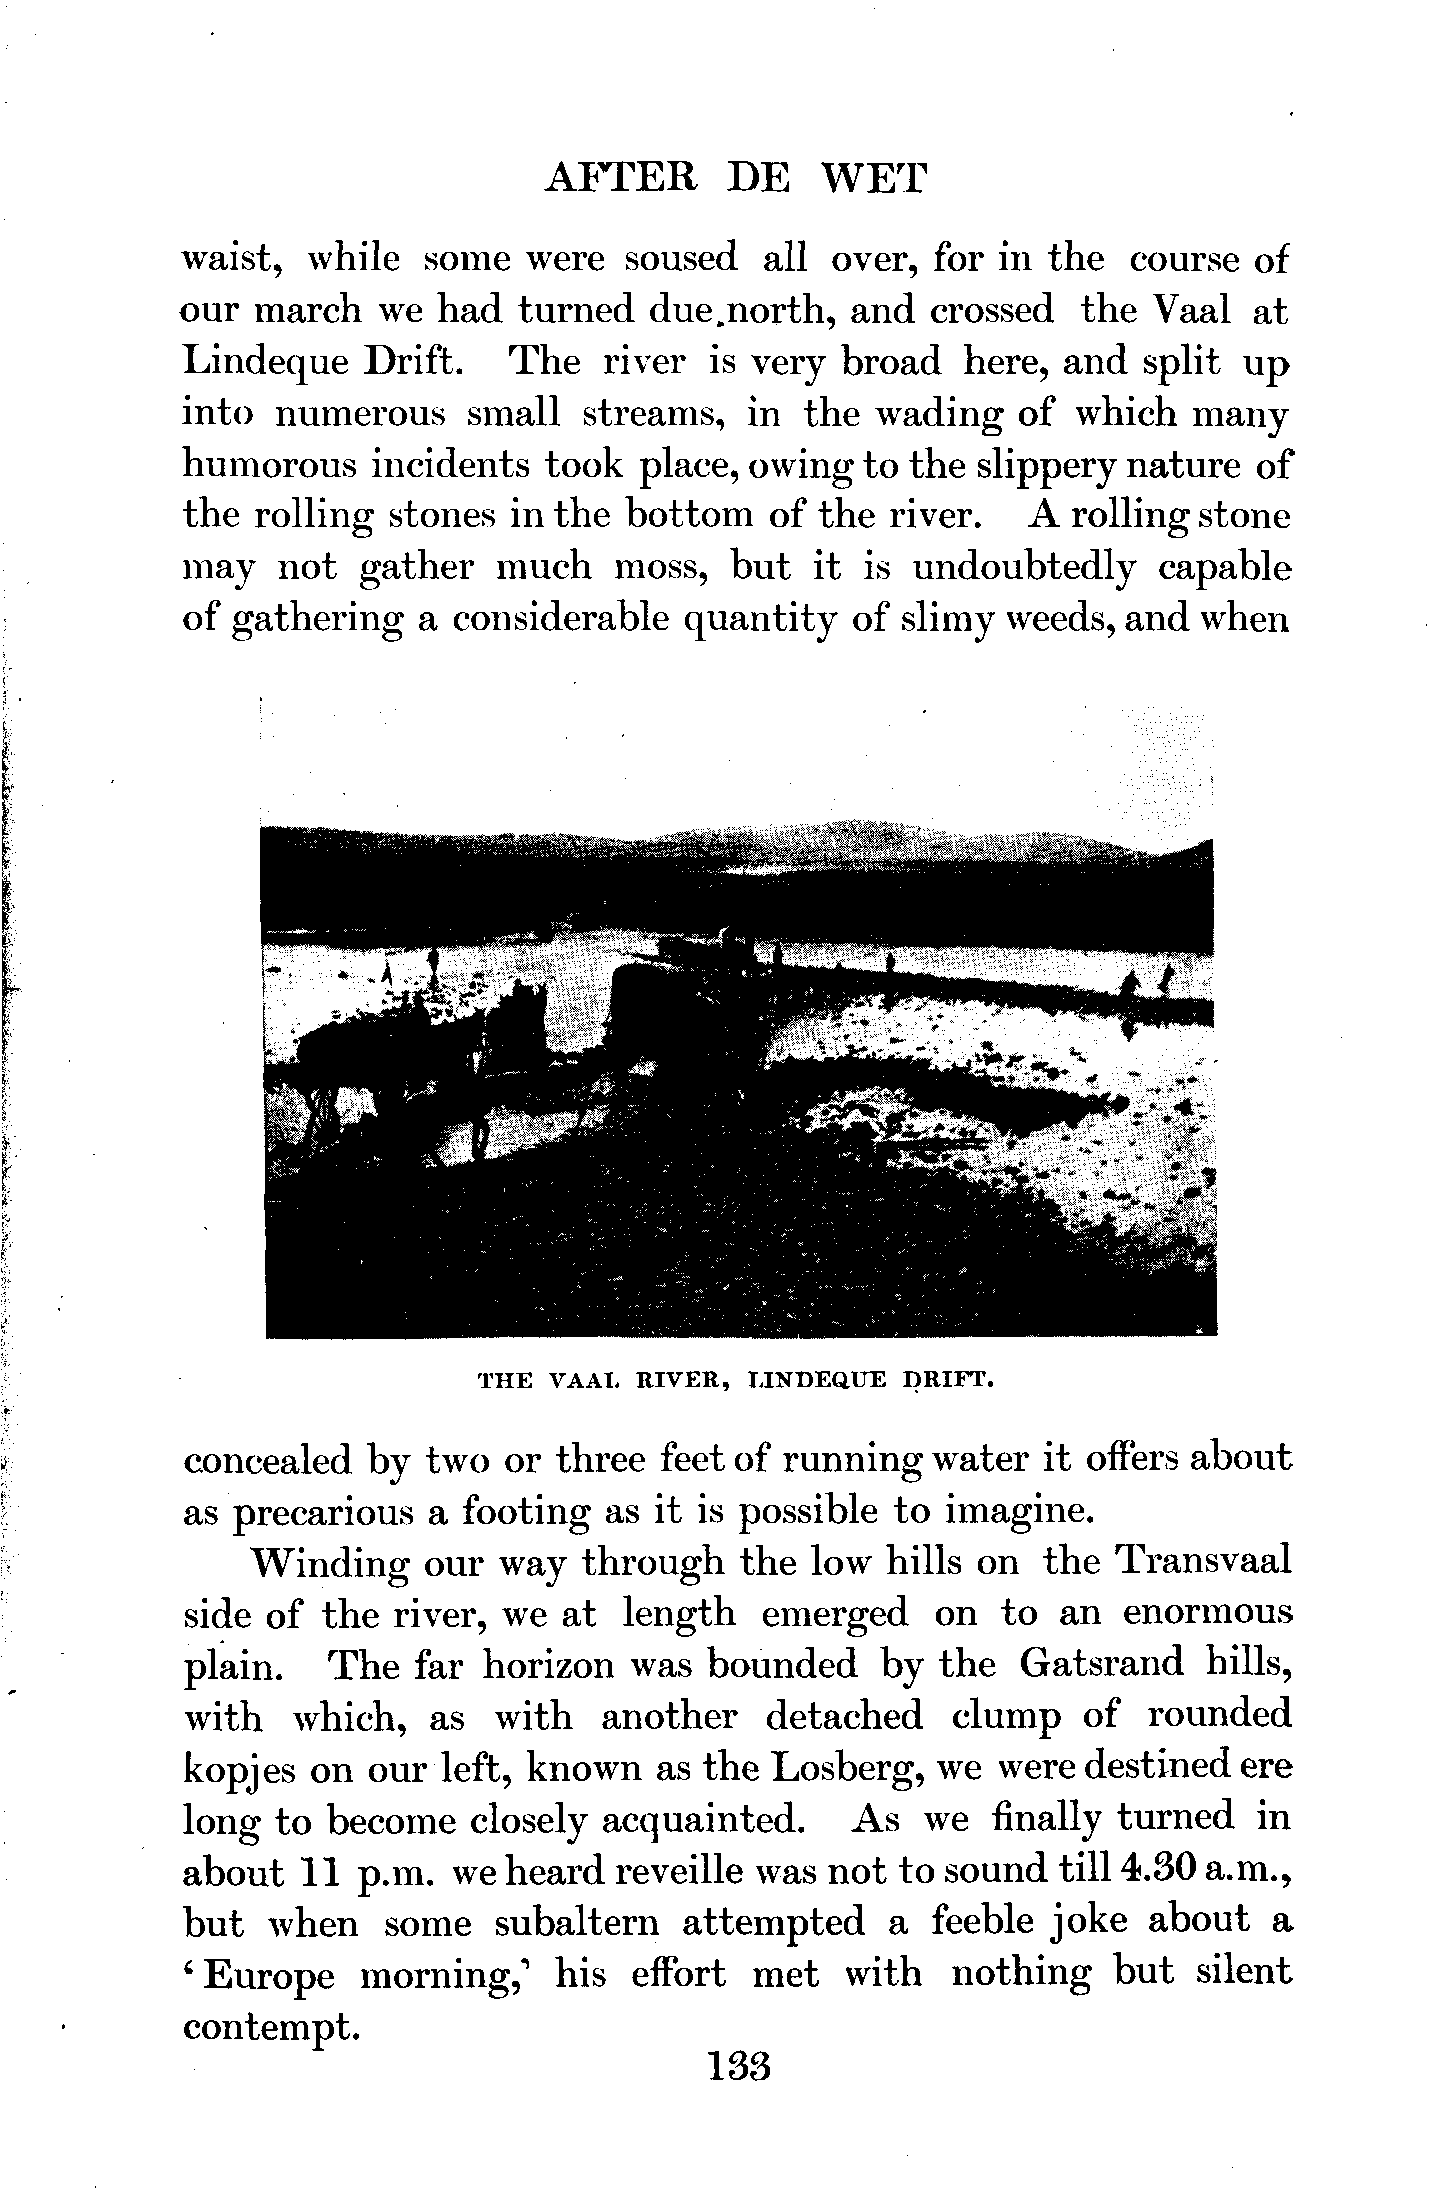 AFTER DE WET
waist, while some were soused all over, for in the course of
our march we had turned due north, and crossed the Vaal at
Lindeque Drift. The river is very broad here, and split up
into numerous small streams, in the wading of which many
humorous incidents took place, owing to the slippery nature of
the rolling stones in the bottom of the river. A rolling stone
may not gather much moss, but it is undoubtedly capable
of gathering a considerable quantity of slimy weeds, and when
THE VAAL RIVER, LINDEQUE DRIFT.
concealed by two or three feet of running water it offers about
as precarious a footing as it is possible to imagine.
Winding our way through the low hills on the Transvaal
side of the river, we at length emerged on to an enormous
plain. The far horizon was bounded by the Gatsrand hills,
with which, as with another detached clump of rounded
kopjes on our left, known as the Losberg, we were destined ere
long to become closely acquainted. As we finally turned in
about 11 p.m. we heard reveille was not to sound till 4.30 a.m.,
but when some subaltern attempted a feeble joke about a
‘Europe morning,’ his effort met with nothing but silent
contempt.
133